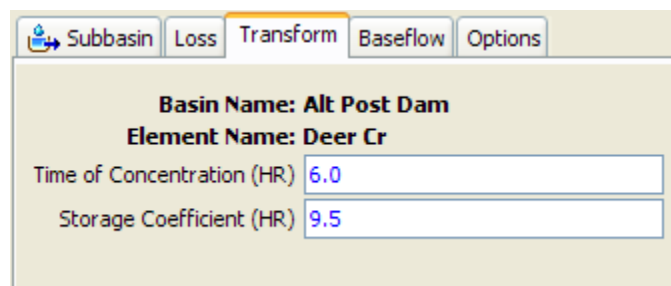 Subbasin Loss Transform Baseflow Options
Basin Name: Alt Post Dam
Element Name: Deer Cr
Time of Concentration (HR) 6.0
Storage Coefficient (HR) 9.5